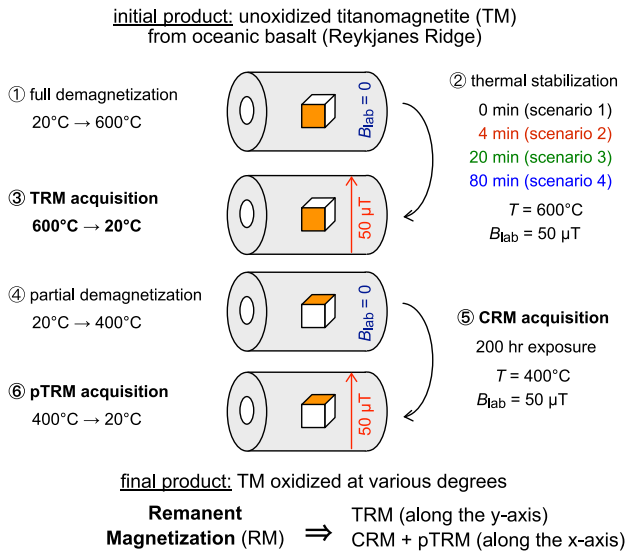 initial product: unoxidized titanomagnetite (TM)
from oceanic basalt (Reykjanes Ridge)
① full demagnetization
20°C → 600°C
Blab = 0
② thermal stabilization
0 min (scenario 1)
4 min (scenario 2)
20 min (scenario 3)
80 min (scenario 4)
T = 600°C
Blab = 50 µT
③ TRM acquisition
600°C → 20°C
50 µT
④ partial demagnetization
20°C → 400°C
Blab = 0
⑤ CRM acquisition
200 hr exposure
T = 400°C
Blab = 50 µT
⑥ pTRM acquisition
400°C → 20°C
50 µT
final product: TM oxidized at various degrees
Remanent
Magnetization (RM)
⇒
TRM (along the y-axis)
CRM + pTRM (along the x-axis)